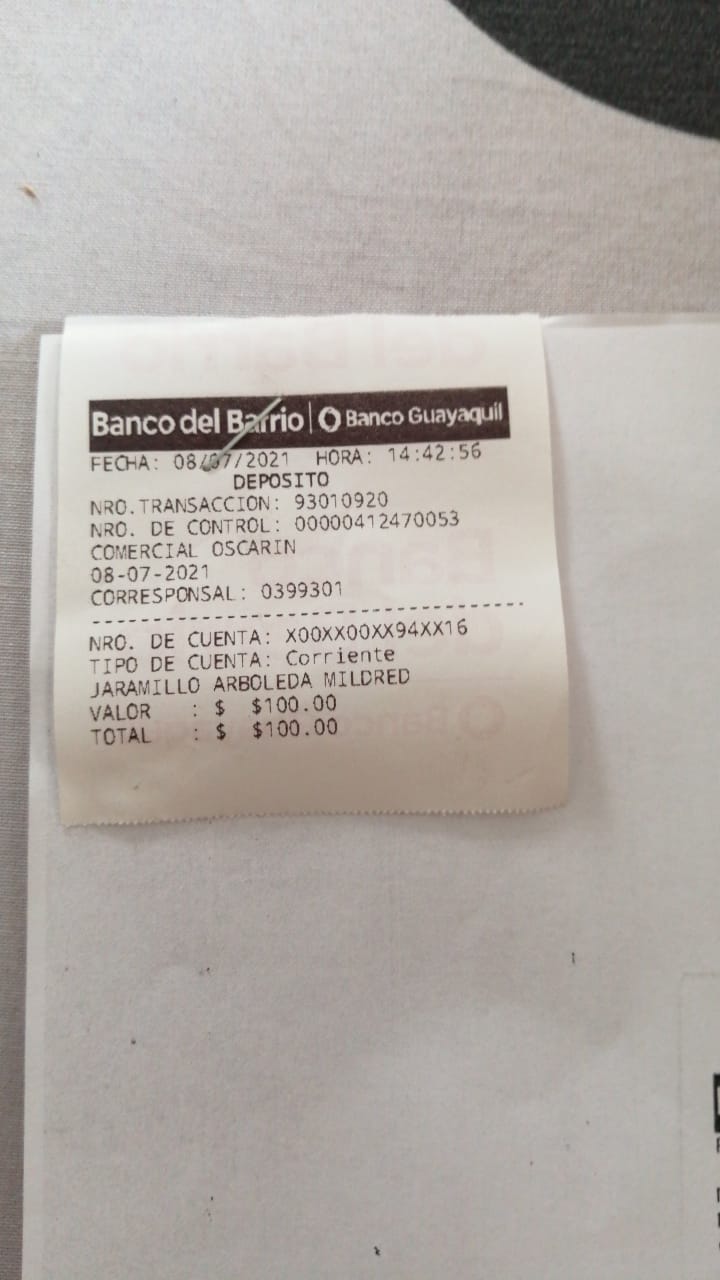 Banco del Barrio | Banco Guayaquil
FECHA: 08/07/2021 HORA: 14:42:56
DEPOSITO
NRO.TRANSACCION: 93010920
NRO. DE CONTROL: 00000412470053
COMERCIAL OSCARIN
08-07-2021
CORRESPONSAL: 0399301
NRO. DE CUENTA: X00XX00XX94XX16
TIPO DE CUENTA: Corriente
JARAMILLO ARBOLEDA MILDRED
VALOR : $ $100.00
TOTAL : $ $100.00